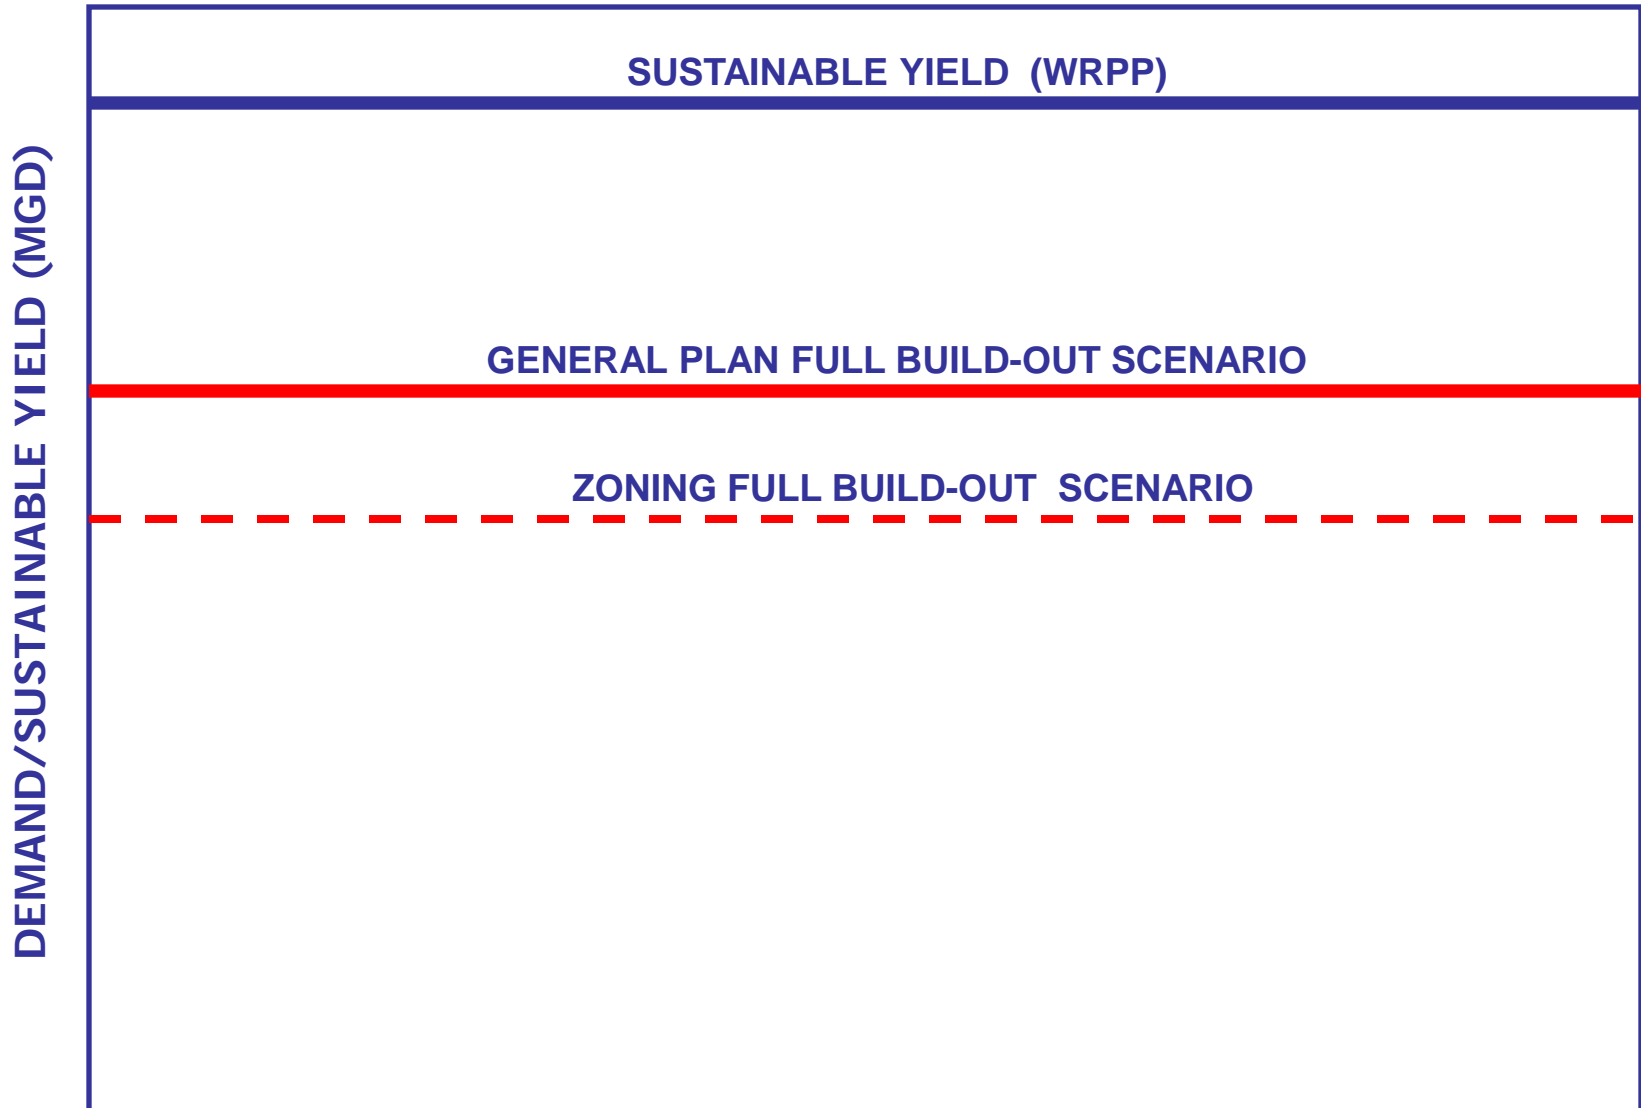 SUSTAINABLE YIELD (WRPP)
GENERAL PLAN FULL BUILD-OUT SCENARIO
ZONING FULL BUILD-OUT SCENARIO
DEMAND/SUSTAINABLE YIELD (MGD)